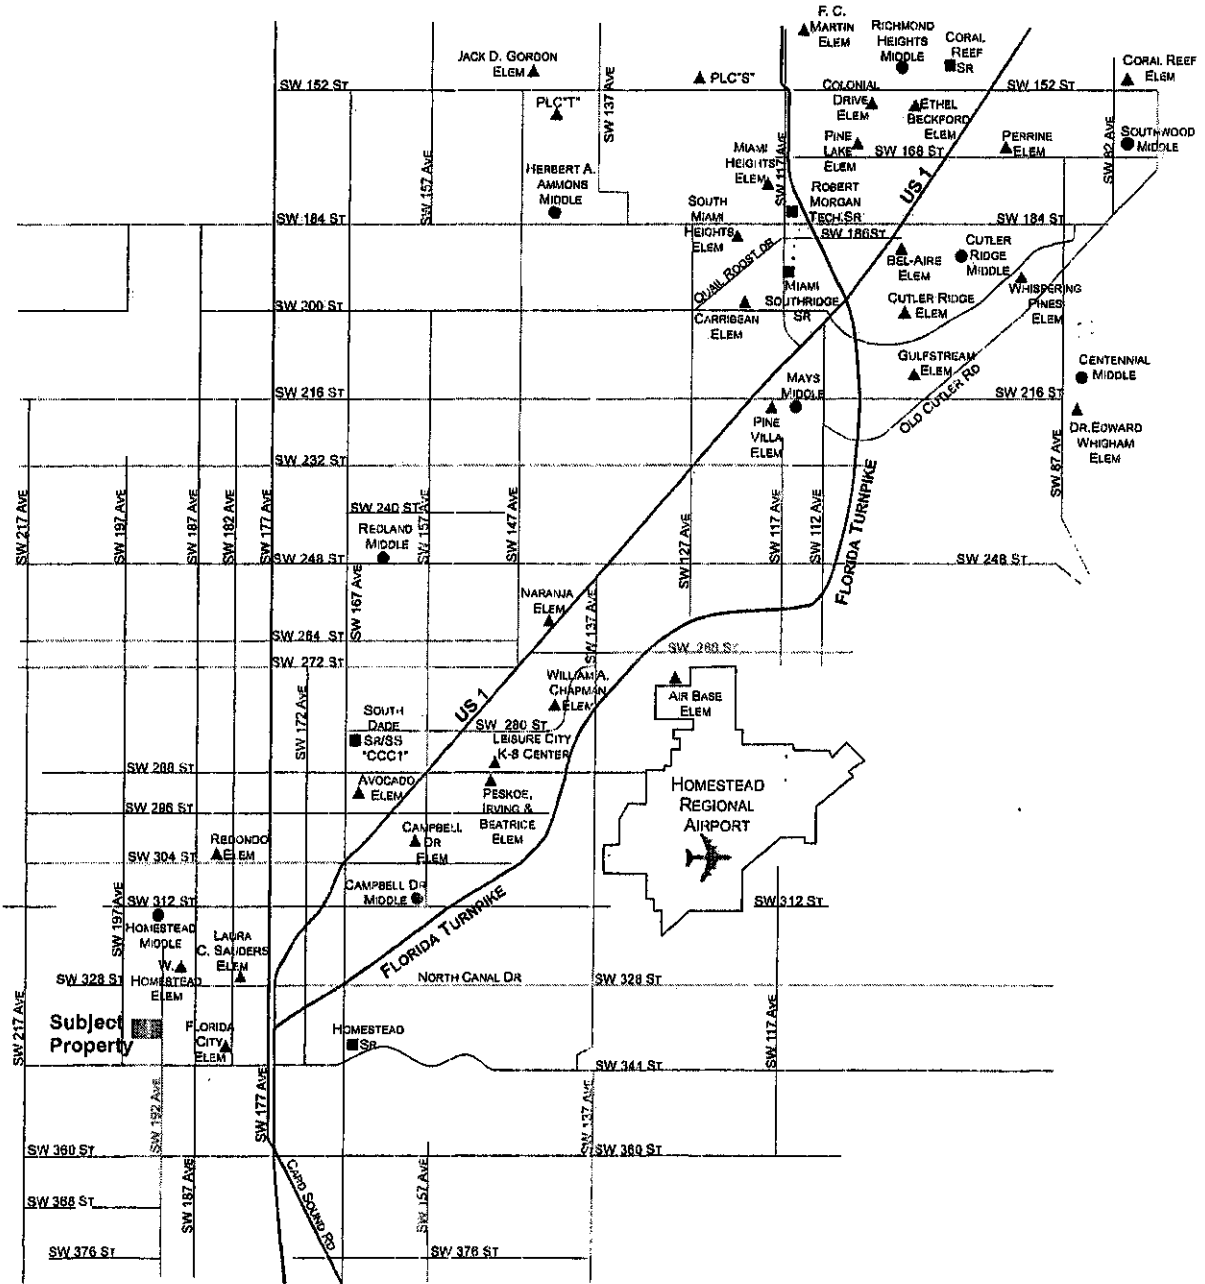 F. C.
MARTIN
ELEM
RICHMOND
HEIGHTS
MIDDLE
CORAL
REEF
SR
JACK D. GORDON
ELEM
CORAL REEF
ELEM
PLC"S"
SW 152 ST
SW 152 ST
PLC"T"
SW 137 AVE
COLONIAL
DRIVE
ELEM
ETHEL
BECKFORD
ELEM
SW 157 AVE
MIAMI
HEIGHTS
ELEM
SW 117 AVE
PINE
LAKE
ELEM
SW 168 ST
PERRINE
ELEM
SW 82 AVE
SOUTHWOOD
MIDDLE
HERBERT A.
AMMONS
MIDDLE
US 1
ROBERT
MORGAN
TECH.SR
SOUTH
MIAMI
HEIGHTS
ELEM
SW 184 ST
SW 184 ST
SW 186ST
QUAIL ROOST DR
BEL-AIRE
ELEM
CUTLER
RIDGE
MIDDLE
MIAMI
SOUTHRIDGE
SR
WHISPERING
PINES
ELEM
SW 200 ST
CARRIBEAN
ELEM
CUTLER RIDGE
ELEM
GULFSTREAM
ELEM
CENTENNIAL
MIDDLE
MAYS
MIDDLE
SW 216 ST
SW 216 ST
OLD CUTLER RD
PINE
VILLA
ELEM
DR.EDWARD
WHIGHAM
ELEM
SW 87 AVE
SW 232 ST
SW 217 AVE
SW 197 AVE
SW 187 AVE
SW 182 AVE
SW 177 AVE
SW 240 ST
SW 157 AVE
SW 147 AVE
REDLAND
MIDDLE
SW 127 AVE
SW 117 AVE
SW 112 AVE
FLORIDA TURNPIKE
SW 248 ST
SW 248 ST
SW 167 AVE
NARANJA
ELEM
SW 137 AVE
SW 264 ST
SW 268 ST
SW 272 ST
SW 172 AVE
US 1
WILLIAM A.
CHAPMAN
ELEM
AIR BASE
ELEM
SOUTH
DADE
SR/SS
"CCC1"
SW 280 ST
LEISURE CITY
K-8 CENTER
SW 288 ST
AVOCADO
ELEM
PESKOE,
IRVING &
BEATRICE
ELEM
HOMESTEAD
REGIONAL
AIRPORT
SW 296 ST
REDONDO
ELEM
CAMPBELL
DR
ELEM
SW 304 ST
CAMPBELL DR
MIDDLE
SW 312 ST
SW 312 ST
SW 197 AVE
HOMESTEAD
MIDDLE
LAURA
C. SAUDERS
ELEM
FLORIDA TURNPIKE
W.
HOMESTEAD
ELEM
SW 328 ST
NORTH CANAL DR
SW 328 ST
SW 217 AVE
Subject
Property
FLORIDA
CITY
ELEM
HOMESTEAD
SR
SW 117 AVE
SW 344 ST
SW 192 AVE
SW 177 AVE
SW 137 AVE
SW 360 ST
SW 360 ST
SW 187 AVE
CARD SOUND RD
SW 157 AVE
SW 368 ST
SW 376 ST
SW 376 ST